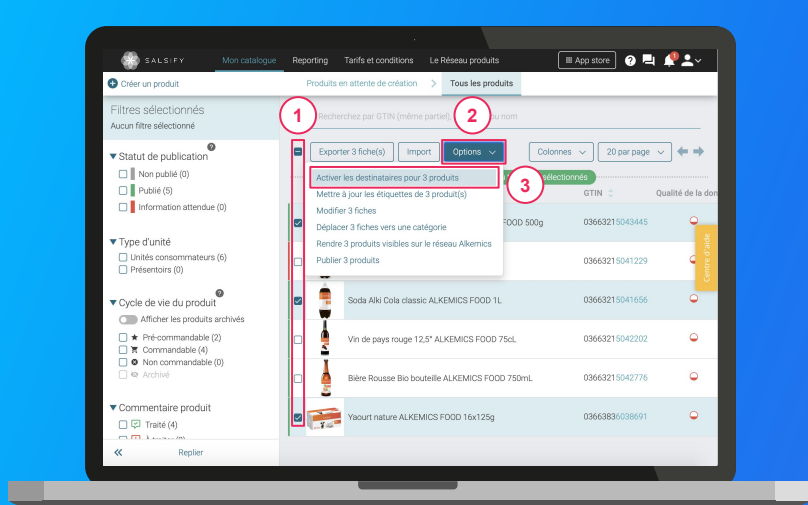 SALSIFY
Mon catalogue
Reporting
Tarifs et conditions
Le Réseau produits
App store
Créer un produit
Produits en attente de création
Tous les produits
Filtres sélectionnés
Aucun filtre sélectionné
1
Recherchez par GTIN (même partiel),
ou nom
2
Exporter 3 fiche(s)
Import
Options
Colonnes
20 par page
Statut de publication
Non publié (0)
Publié (5)
Information attendue (0)
Activer les destinataires pour 3 produits
Mettre à jour les étiquettes de 3 produit(s)
Modifier 3 fiches
Déplacer 3 fiches vers une catégorie
Rendre 3 produits visibles sur le réseau Alkemics
Publier 3 produits
3
sélectionnés
GTIN
Qualité de la don
FOOD 500g
03663215043445
Type d'unité
Unités consommateurs (6)
Présentoirs (0)
03663215041229
Centre d'aide
Cycle de vie du produit
Afficher les produits archivés
Pré-commandable (2)
Commandable (4)
Non commandable (0)
Archivé
Soda Alki Cola classic ALKEMICS FOOD 1L
03663215041656
Vin de pays rouge 12,5° ALKEMICS FOOD 75cL
03663215042202
Bière Rousse Bio bouteille ALKEMICS FOOD 750mL
03663215042776
Commentaire produit
Traité (4)
Yaourt nature ALKEMICS FOOD 16x125g
03663836038691
Replier